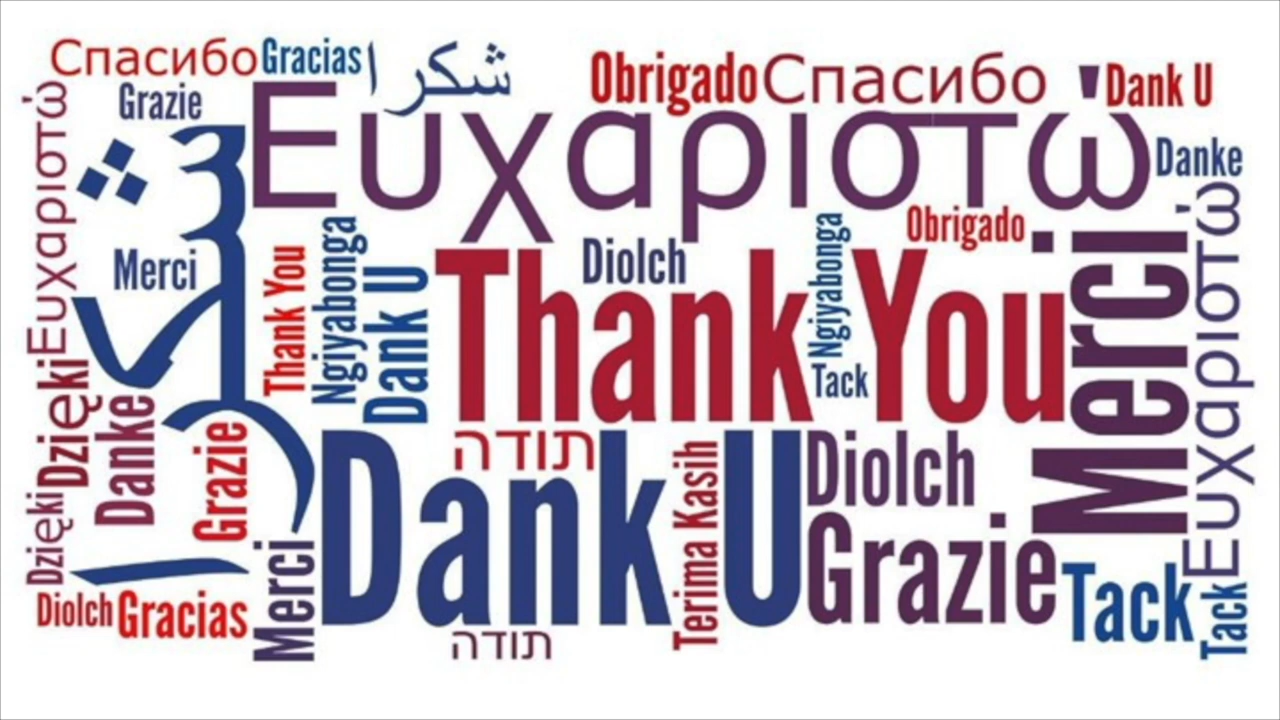 Спасибо
Gracias
شكرا
Obrigado
Спасибо
Dank U
Grazie
Ευχαριστώ
Ευχαριστώ
شكرا
Danke
Merci
Thank You
Ngiyabonga
Dank U
Diolch
Ngiyabonga
Obrigado
Merci
Ευχαριστώ
Thank You
Tack
Dzięki
Danke
Grazie
תודה
Dank U
Terima Kasih
Diolch
Grazie
Dzięki
Diolch
Gracias
Merci
תודה
Tack
Tack